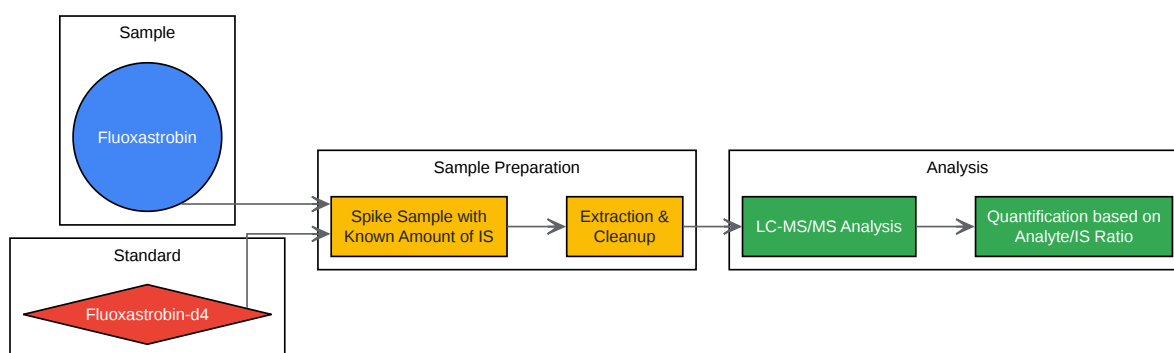 Sample
Fluoxastrobin
Standard
Fluoxastrobin-d4
Sample Preparation
Spike Sample with
Known Amount of IS
Extraction &
Cleanup
Analysis
LC-MS/MS Analysis
Quantification based on
Analyte/IS Ratio